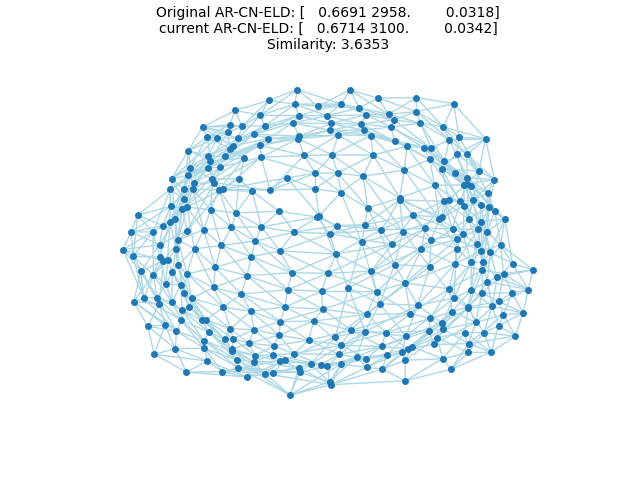 Original AR-CN-ELD: [   0.6691 2958.        0.0318]
current AR-CN-ELD: [   0.6714 3100.        0.0342]
Similarity: 3.6353